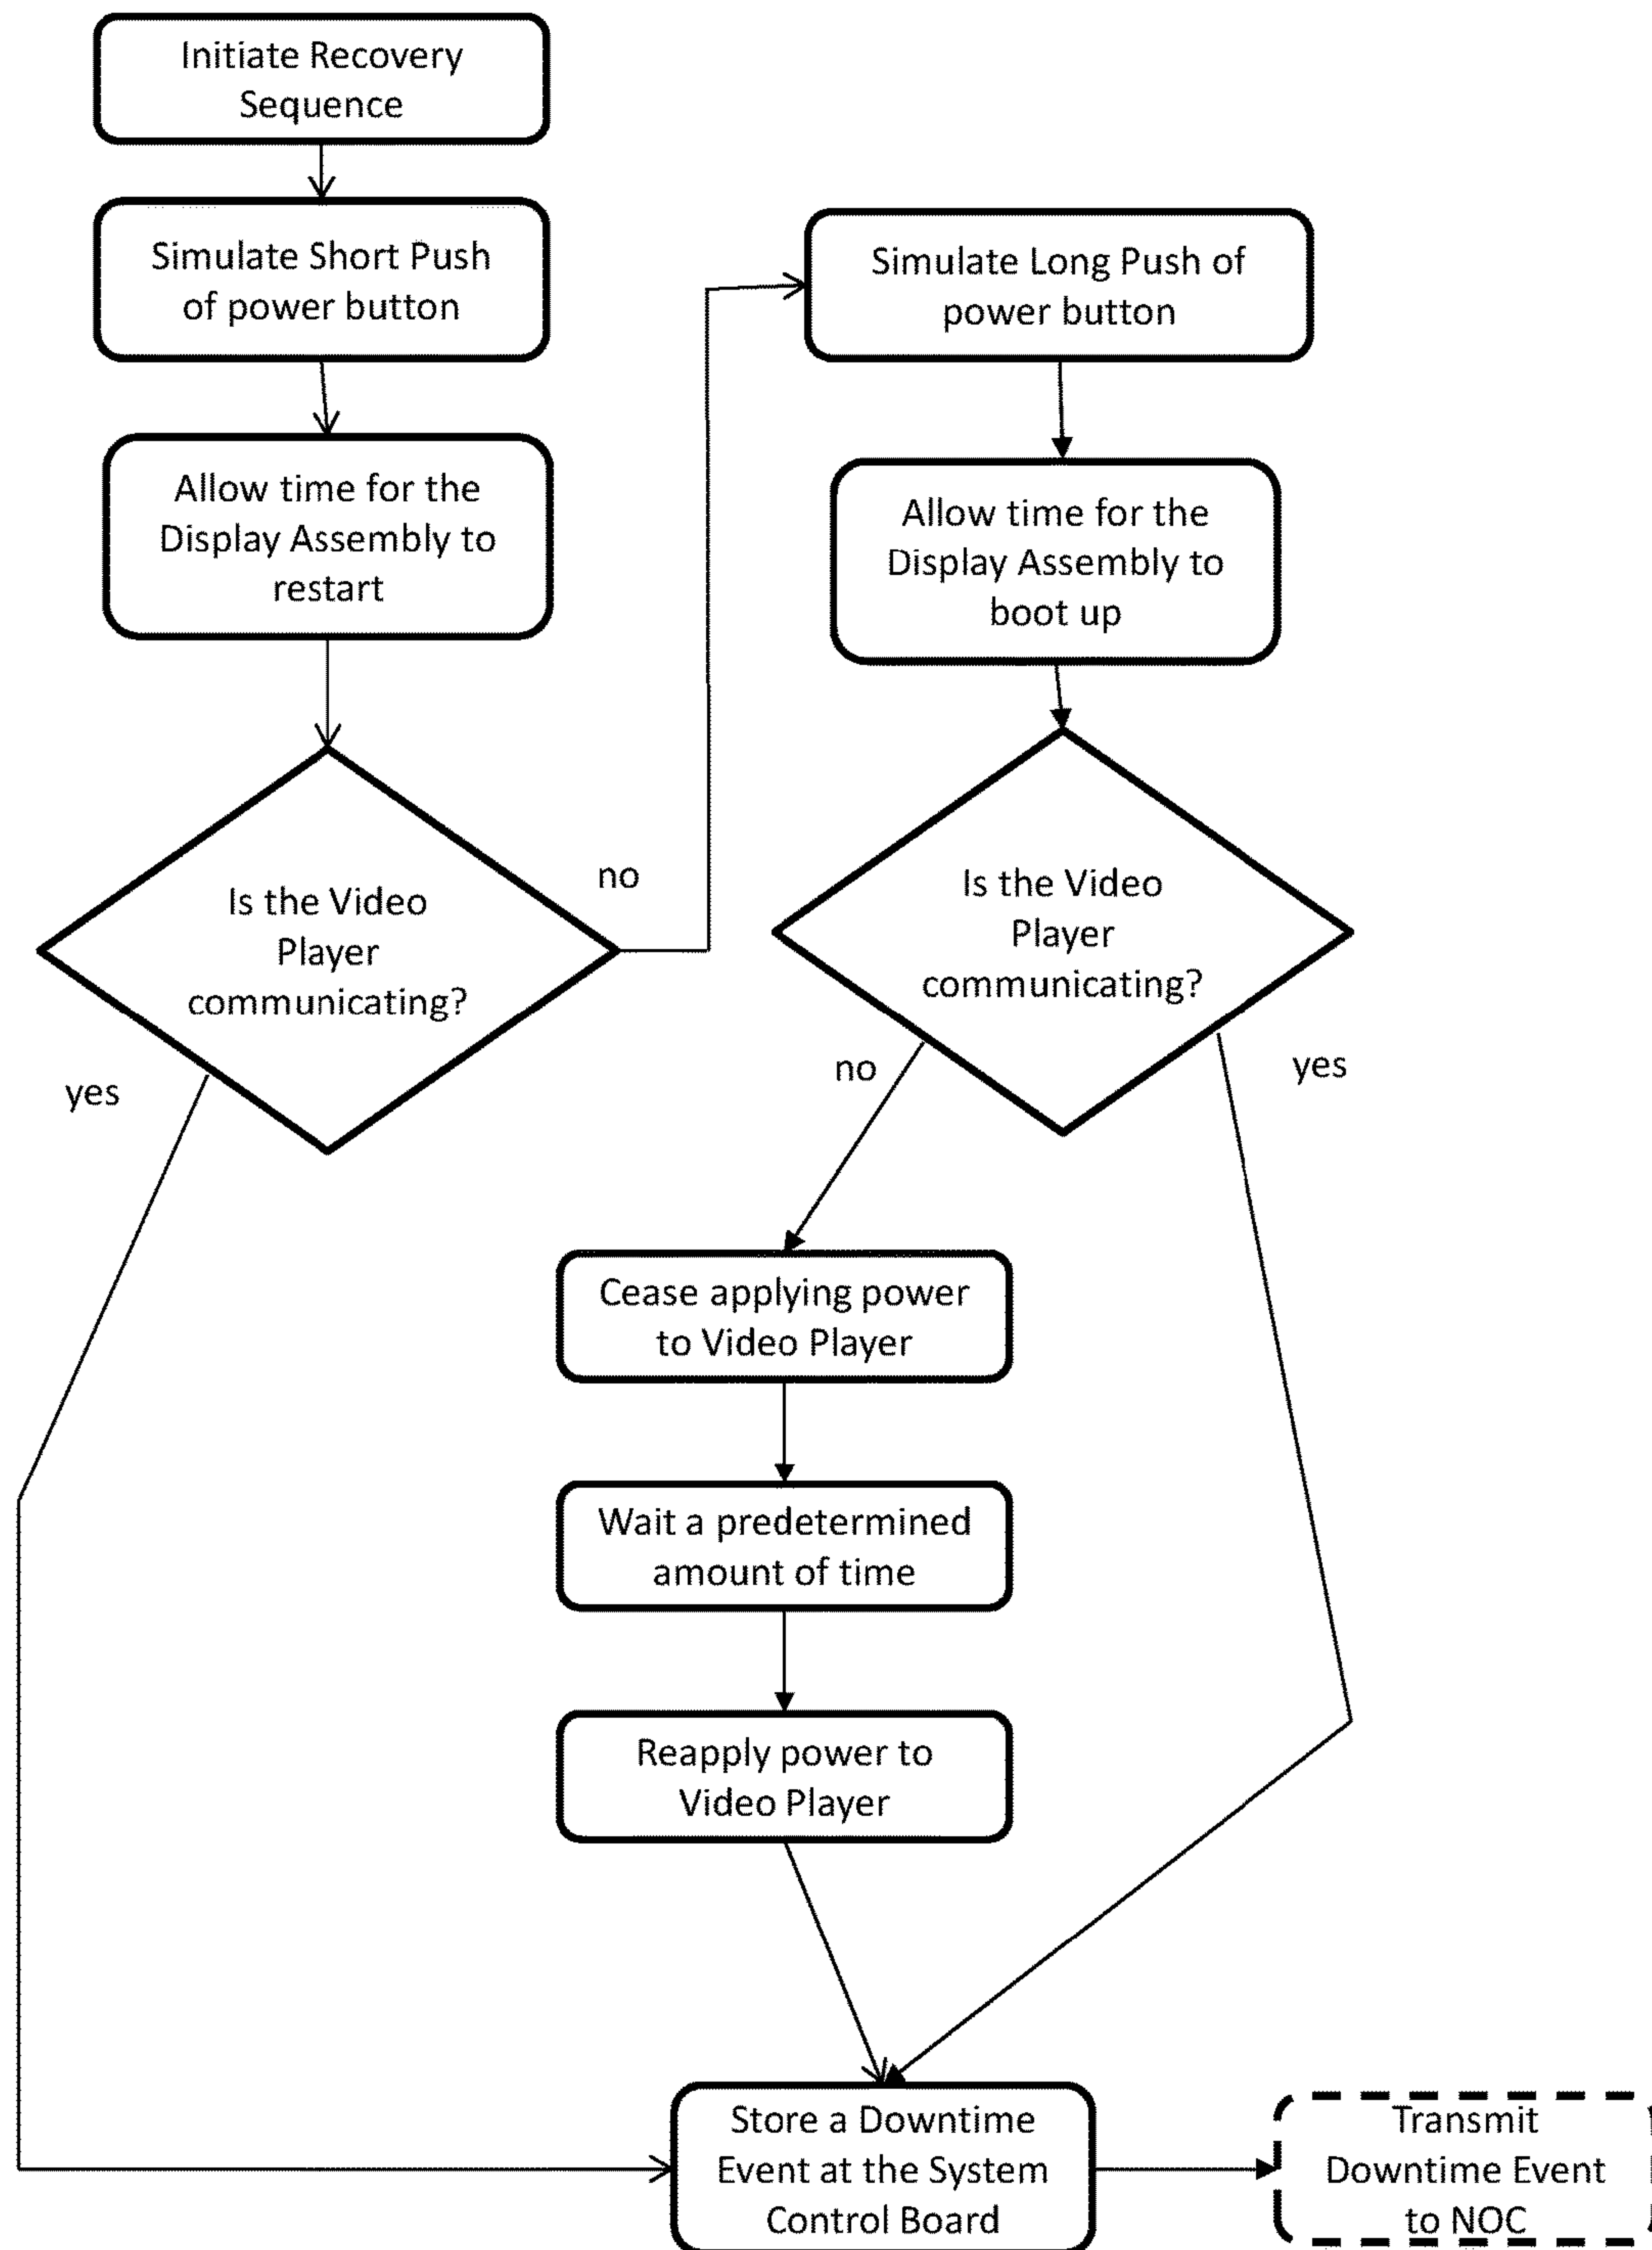 Initiate Recovery
Sequence
Simulate Short Push
of power button
Allow time for the
Display Assembly to
restart
Is the Video
Player
communicating?
no
yes
Simulate Long Push of
power button
Allow time for the
Display Assembly to
boot up
Is the Video
Player
communicating?
no
yes
Cease applying power
to Video Player
Wait a predetermined
amount of time
Reapply power to
Video Player
Store a Downtime
Event at the System
Control Board
Transmit
Downtime Event
to NOC